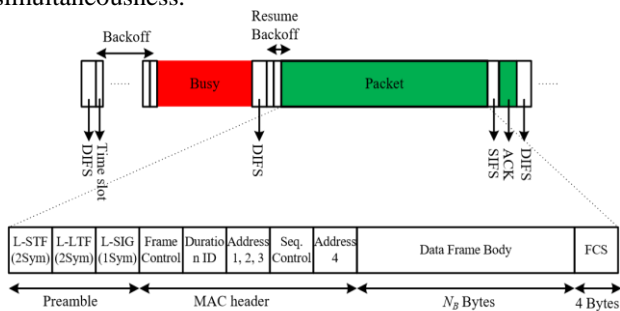 simultaneousness.
Resume
Backoff
Backoff
Busy
Packet
DIFS
Time slot
DIFS
SIFS
ACK
DIFS
L-STF
(2Sym)
L-LTF
(2Sym)
L-SIG
(1Sym)
Frame
Control
Duratio
n ID
Address
1, 2, 3
Seq.
Control
Address
4
Data Frame Body
FCS
Preamble
MAC header
N_B Bytes
4 Bytes